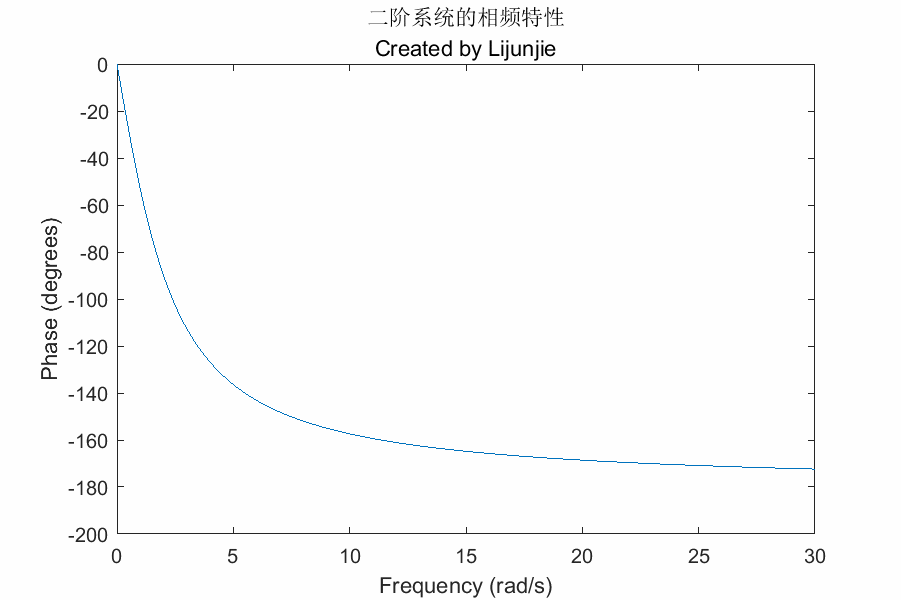 二阶系统的相频特性
Created by Lijunjie
0
-20
-40
-60
-80
-100
-120
-140
-160
-180
-200
Phase (degrees)
0 5 10 15 20 25 30
Frequency (rad/s)